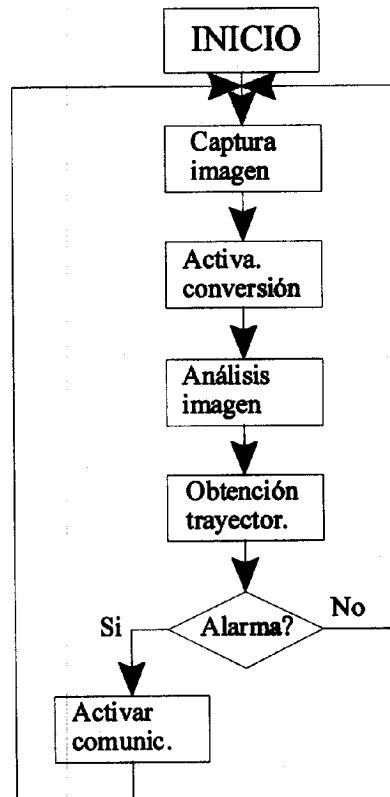 INICIO
Captura
imagen
Activa.
conversión
Análisis
imagen
Obtención
trayector.
Alarma?
No
Si
Activar
comunic.